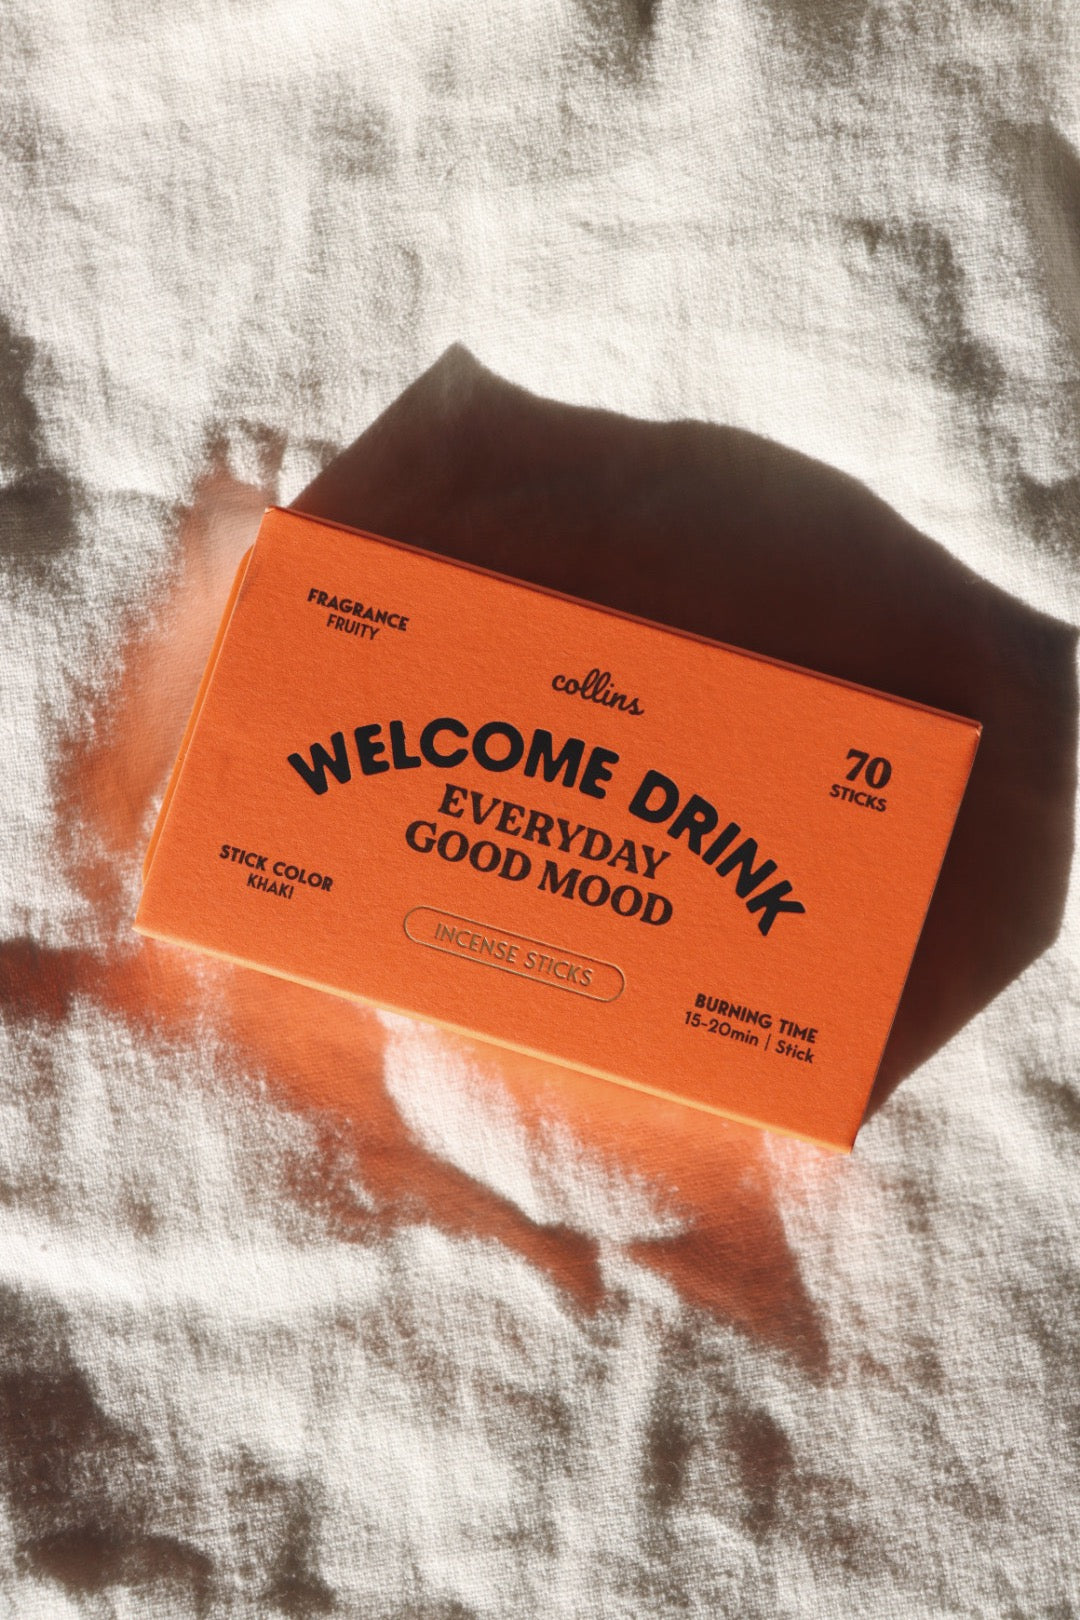 FRAGRANCE
FRUITY
collins
WELCOME DRINK
EVERYDAY
GOOD MOOD
70
STICKS
STICK COLOR
KHAKI
INCENSE STICKS
BURNING TIME
15-20min | Stick